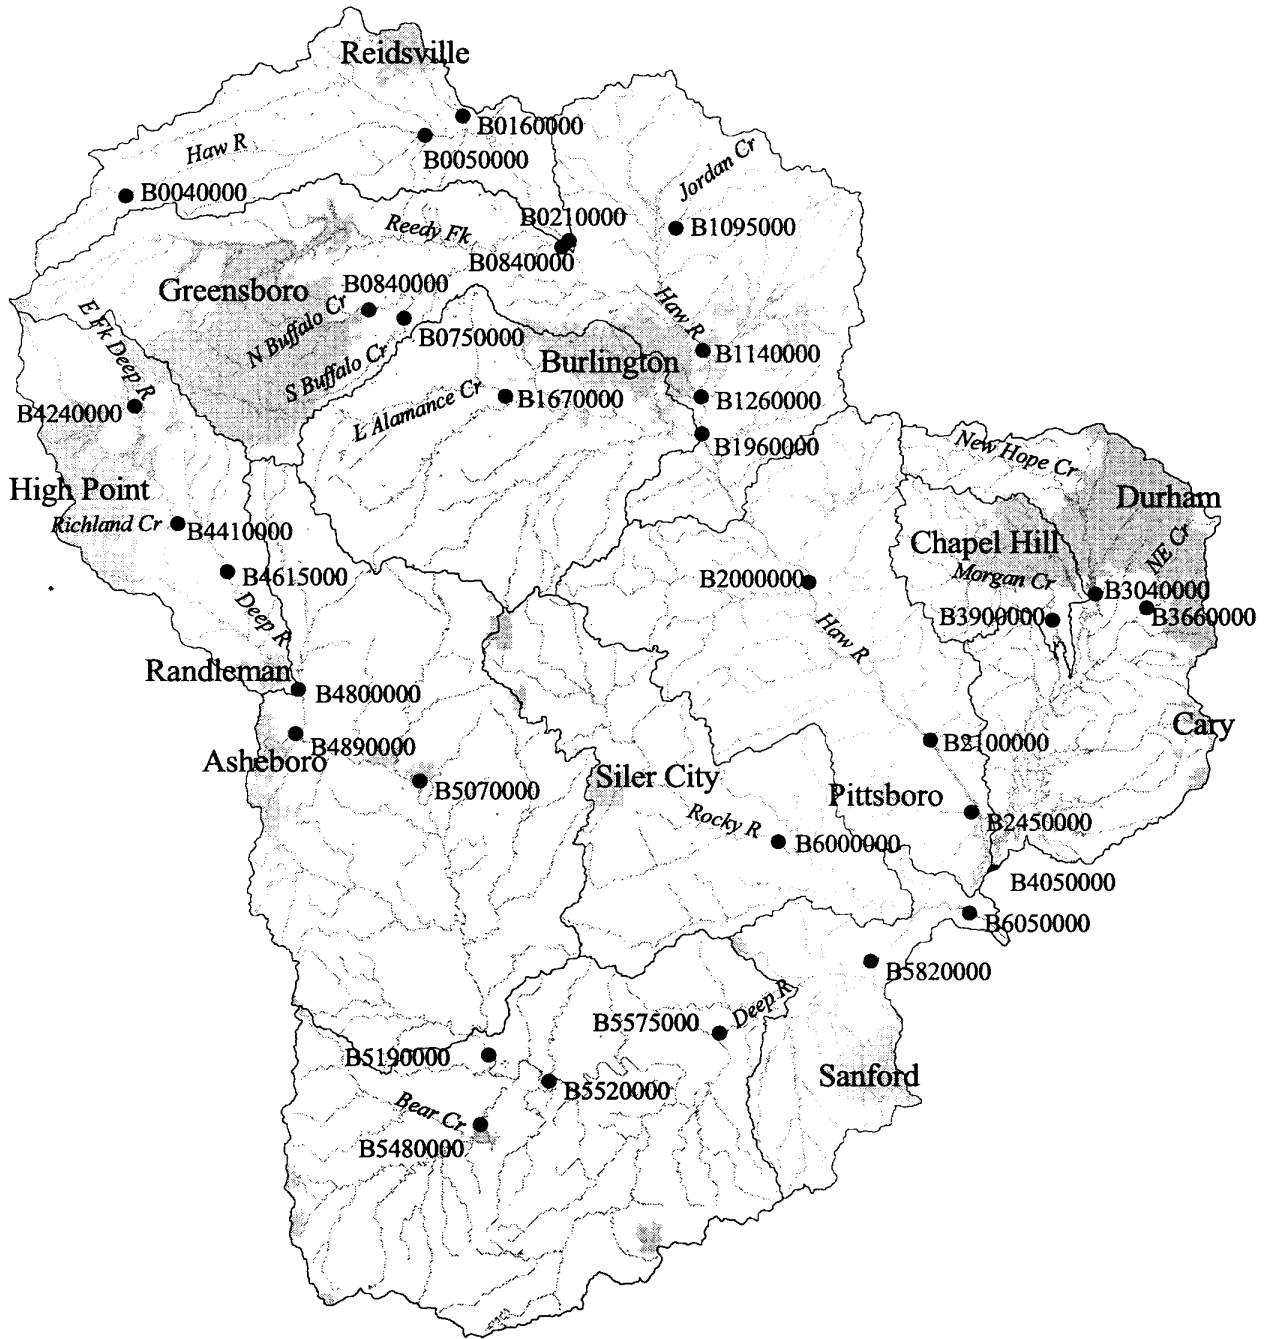 Reidsville
B0160000
Haw R
B0050000
B0040000
Jordan Cr
B0210000
Reedy Fk
B1095000
B0840000
Greensboro
B0840000
E Fk Deep R
N Buffalo Cr
Haw R
B0750000
S Buffalo Cr
Burlington
B1140000
L Alamance Cr
B1670000
B1260000
B4240000
B1960000
New Hope Cr
High Point
Durham
Richland Cr
B4410000
Chapel Hill
NE Cr
B4615000
B2000000
Morgan Cr
B3040000
Deep R
B3900000
B3660000
Haw R
Randleman
B4800000
Cary
B4890000
B2100000
Asheboro
Siler City
B5070000
Pittsboro
Rocky R
B2450000
B6000000
B4050000
B6050000
B5820000
Deep R
B5575000
B5190000
Sanford
B5520000
Bear Cr
B5480000